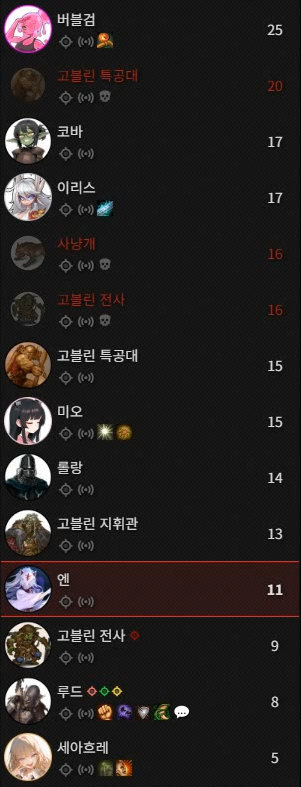 버블검 25
고블린 특공대 20
코바 17
이리스 17
사냥개 16
고블린 전사 16
고블린 특공대 15
미오 15
롤랑 14
고블린 지휘관 13
엔 11
고블린 전사 9
루드 8
세아흐레 5